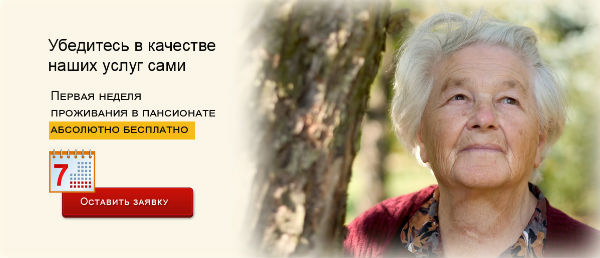 Убедитесь в качестве
наших услуг сами
Первая неделя
проживания в пансионате
абсолютно бесплатно
7
Оставить заявку